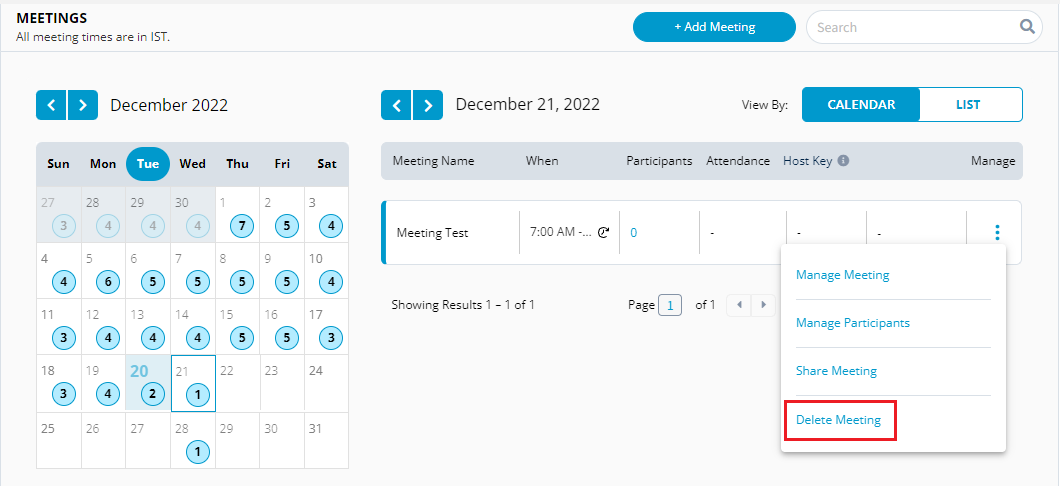 MEETINGS
All meeting times are in IST.
+ Add Meeting
Search
December 2022
December 21, 2022
View By:
CALENDAR
LIST
Sun Mon Tue Wed Thu Fri Sat
27 28 29 30 1 2 3
3 4 4 4 7 5 4
4 5 6 7 8 9 10
4 6 5 5 5 5 4
11 12 13 14 15 16 17
3 4 4 4 5 5 3
18 19 20 21 22 23 24
3 4 2 1
25 26 27 28 29 30 31
1
Meeting Name When Participants Attendance Host Key Manage
Meeting Test 7:00 AM -... 0 - - -
Showing Results 1 – 1 of 1
Page 1 of 1
Manage Meeting
Manage Participants
Share Meeting
Delete Meeting